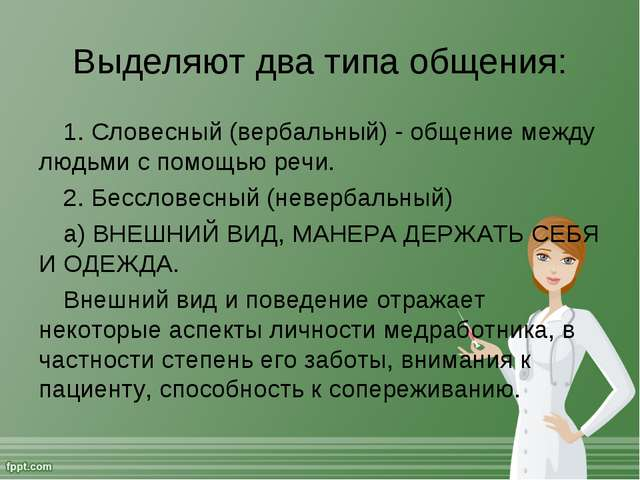 Выделяют два типа общения:
1. Словесный (вербальный) - общение между
людьми с помощью речи.
2. Бессловесный (невербальный)
а) ВНЕШНИЙ ВИД, МАНЕРА ДЕРЖАТЬ СЕБЯ
И ОДЕЖДА.
Внешний вид и поведение отражает
некоторые аспекты личности медработника, в
частности степень его заботы, внимания к
пациенту, способность к сопереживанию.
fppt.com